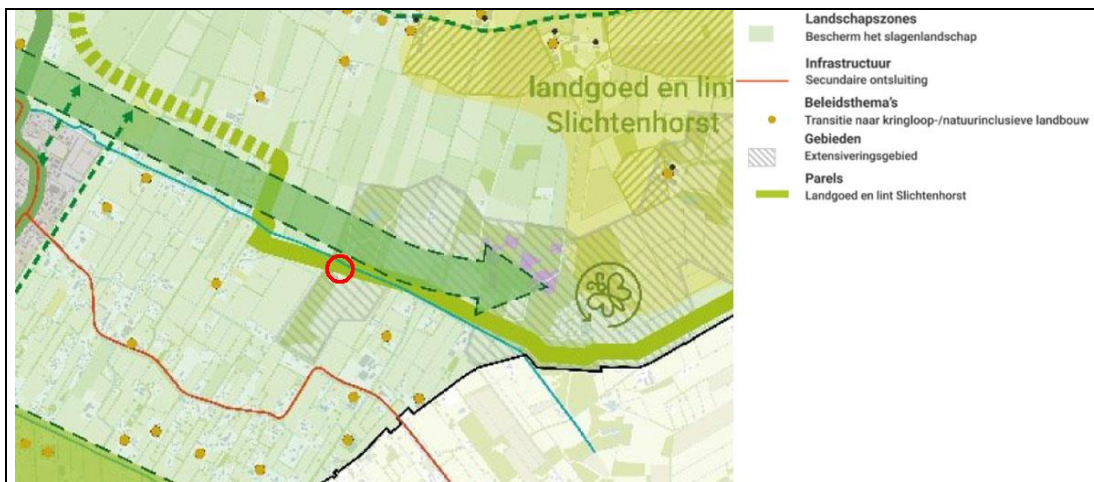 landgoed en lint
Slichtenhorst
Landschapszones
Bescherm het slagenlandschap
Infrastructuur
Secundaire ontsluiting
Beleidsthema's
Transitie naar kringloop-/natuurinclusieve landbouw
Gebieden
Extensiveringsgebied
Parels
Landgoed en lint Slichtenhorst